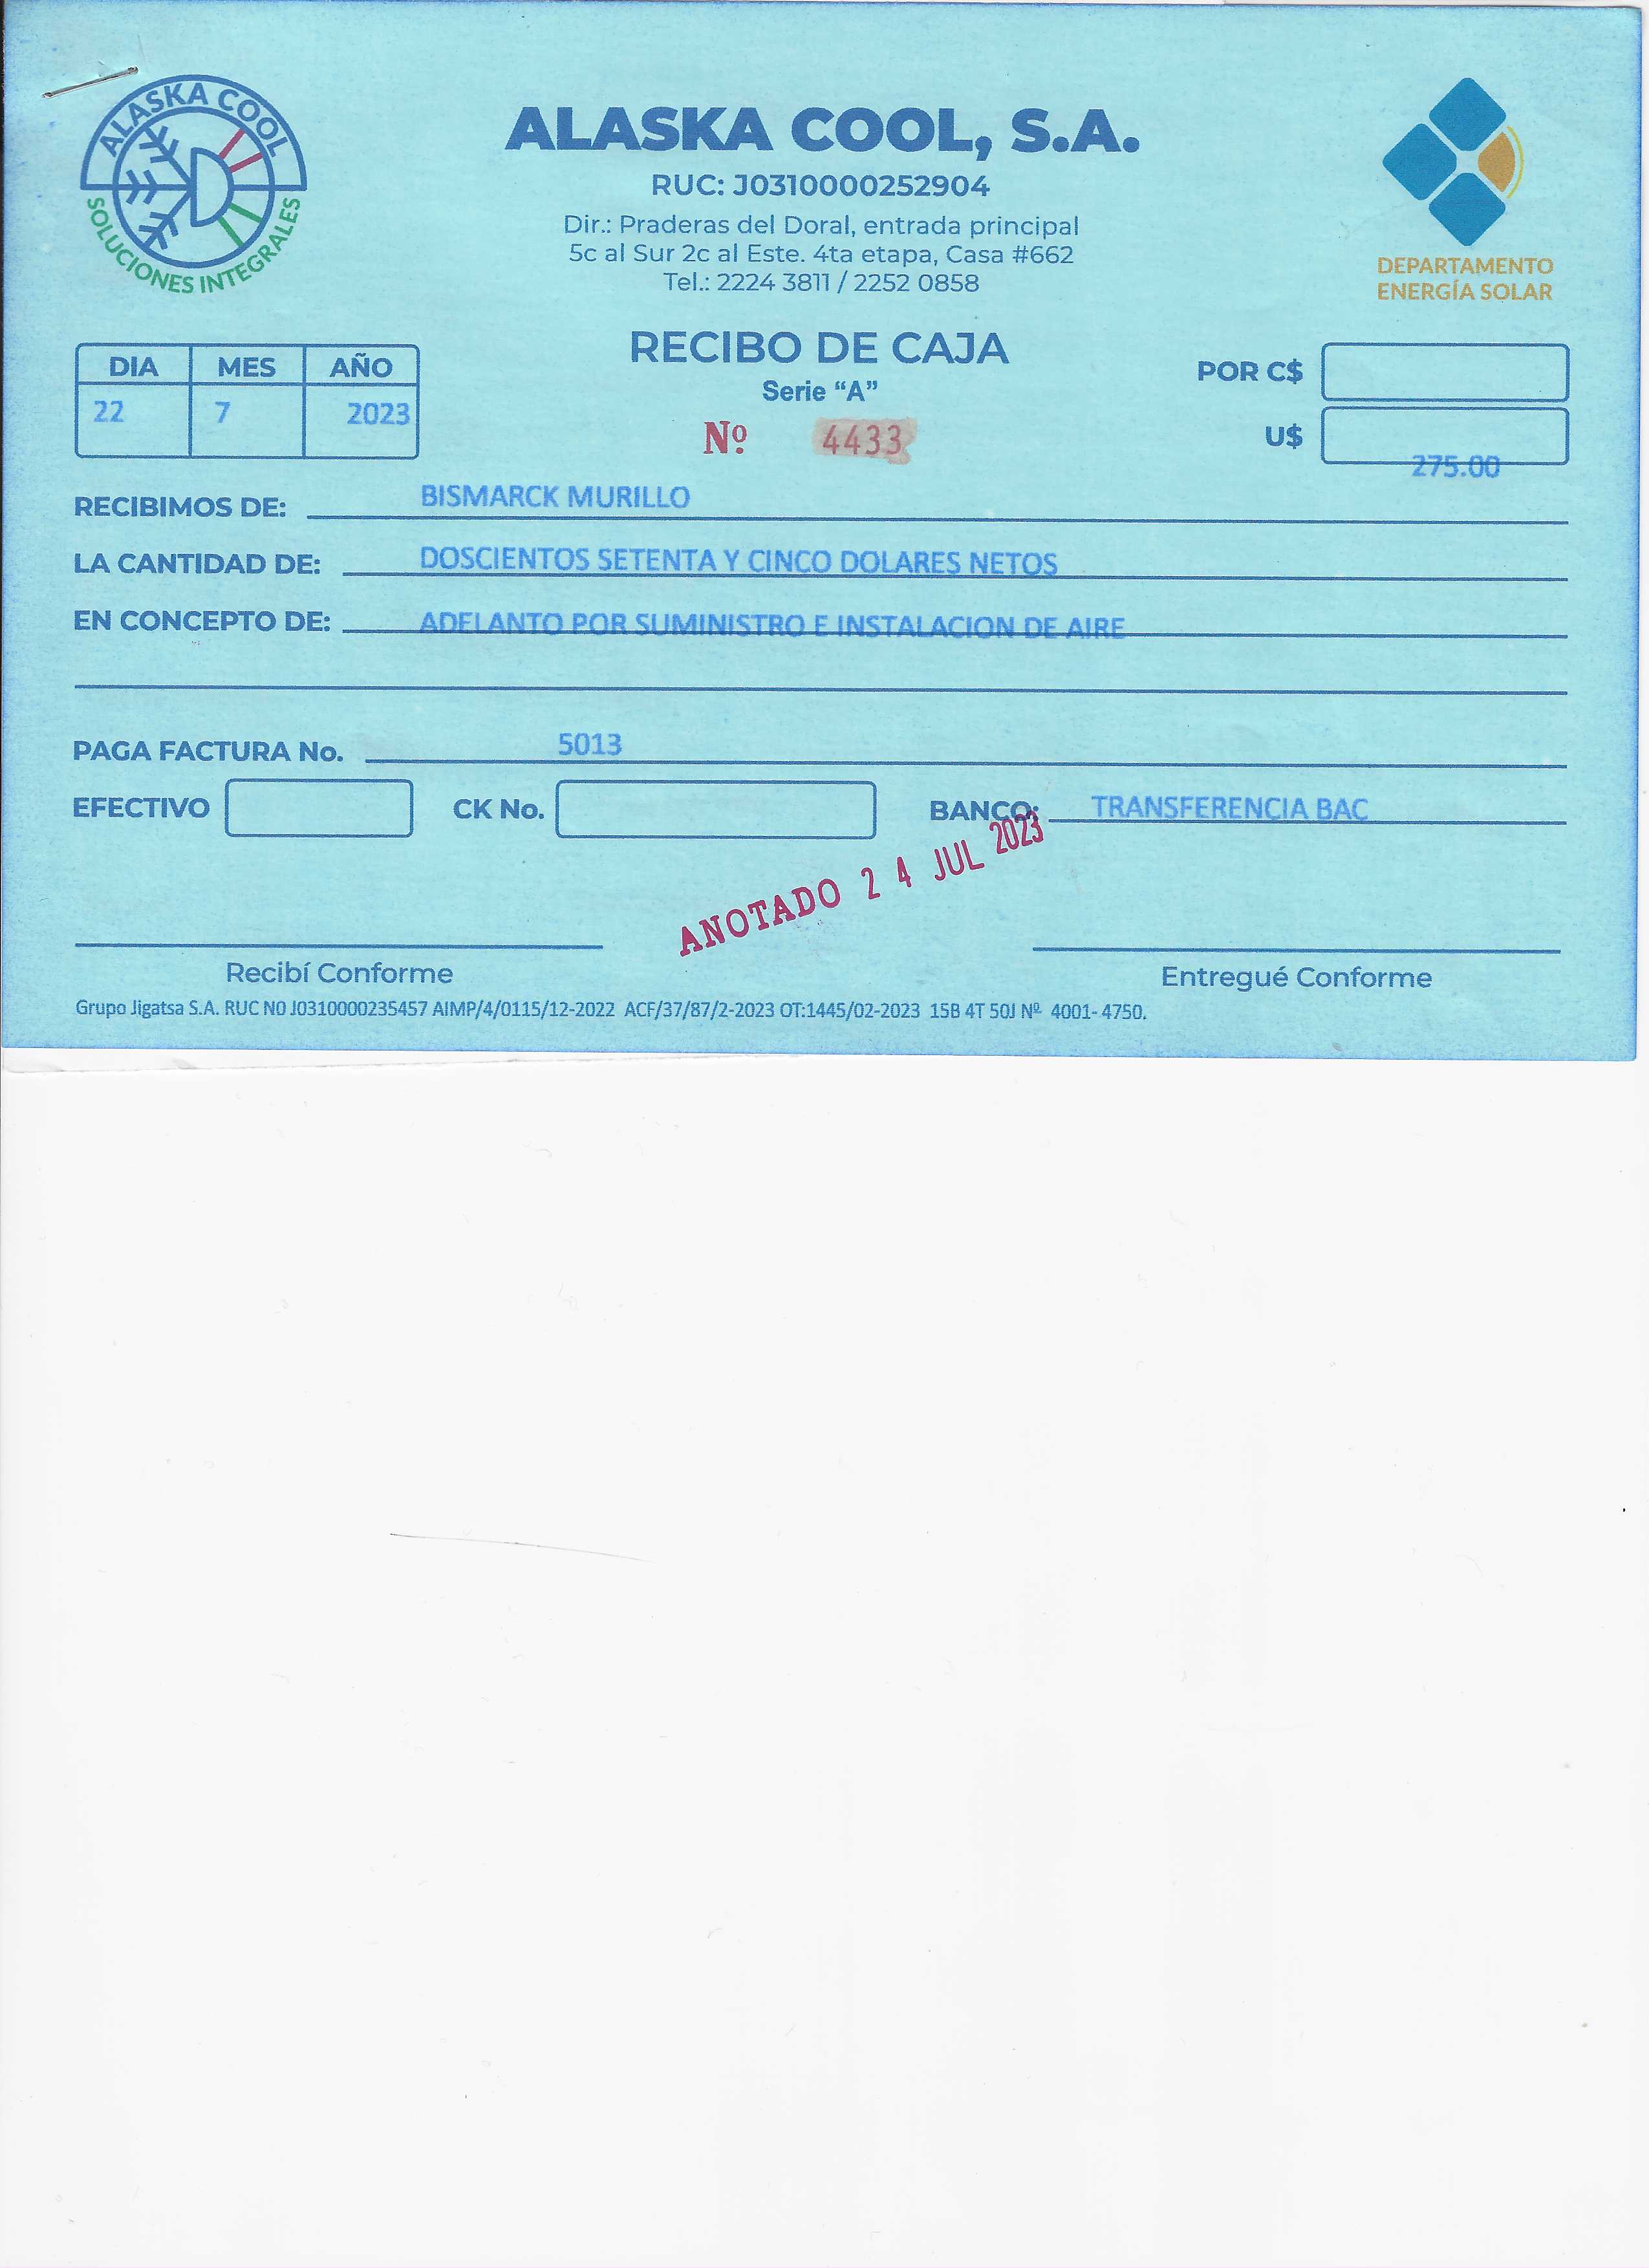 ALASKA COOL
SOLUCIONES INTEGRALES
ALASKA COOL, S.A.
RUC: J0310000252904
Dir.: Praderas del Doral, entrada principal
5c al Sur 2c al Este. 4ta etapa, Casa #662
Tel.: 2224 3811 / 2252 0858
DEPARTAMENTO
ENERGÍA SOLAR
DIA MES AÑO
22 7 2023
RECIBO DE CAJA
Serie “A”
Nº 4433
POR C$
U$ 275.00
RECIBIMOS DE: BISMARCK MURILLO
LA CANTIDAD DE: DOSCIENTOS SETENTA Y CINCO DOLARES NETOS
EN CONCEPTO DE: ADELANTO POR SUMINISTRO E INSTALACION DE AIRE
PAGA FACTURA No. 5013
EFECTIVO CK No. BANCO: TRANSFERENCIA BAC
ANOTADO 2 4 JUL 2023
Recibí Conforme Entregué Conforme
Grupo Jigatsa S.A. RUC N0 J0310000235457 AIMP/4/0115/12-2022 ACF/37/87/2-2023 OT:1445/02-2023 15B 4T 50J Nº 4001- 4750.